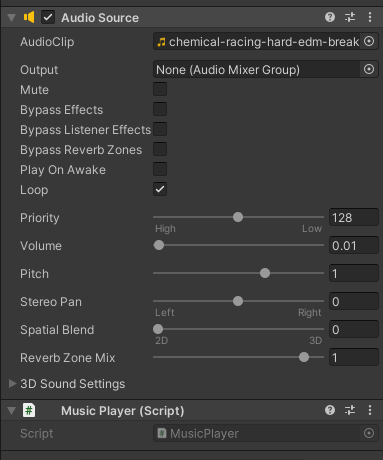 Audio Source
AudioClip chemical-racing-hard-edm-break
Output None (Audio Mixer Group)
Mute
Bypass Effects
Bypass Listener Effects
Bypass Reverb Zones
Play On Awake
Loop
Priority 128
High Low
Volume 0.01
Pitch 1
Stereo Pan 0
Left Right
Spatial Blend 0
2D 3D
Reverb Zone Mix 1
3D Sound Settings
# Music Player (Script)
Script # MusicPlayer